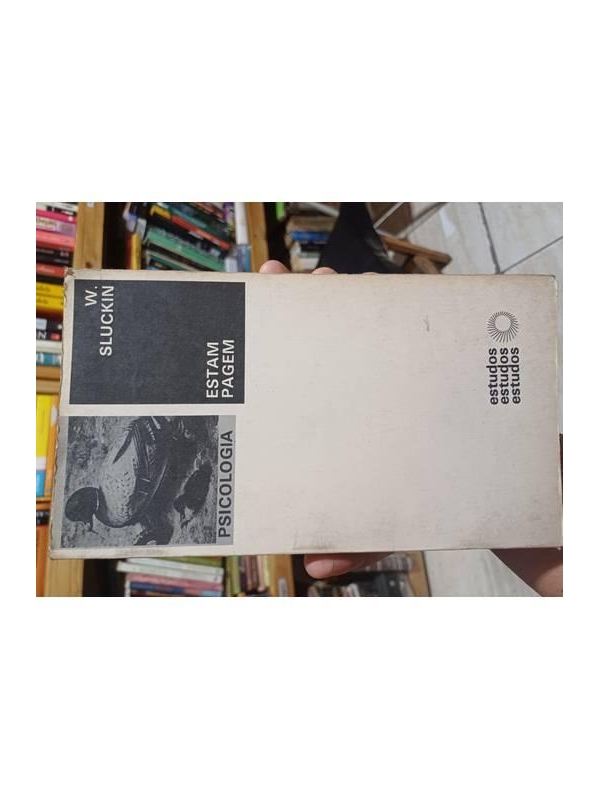 W.
SLUCKIN
ESTAM
PAGEM
PSICOLOGIA
estudos
estudos
estudos